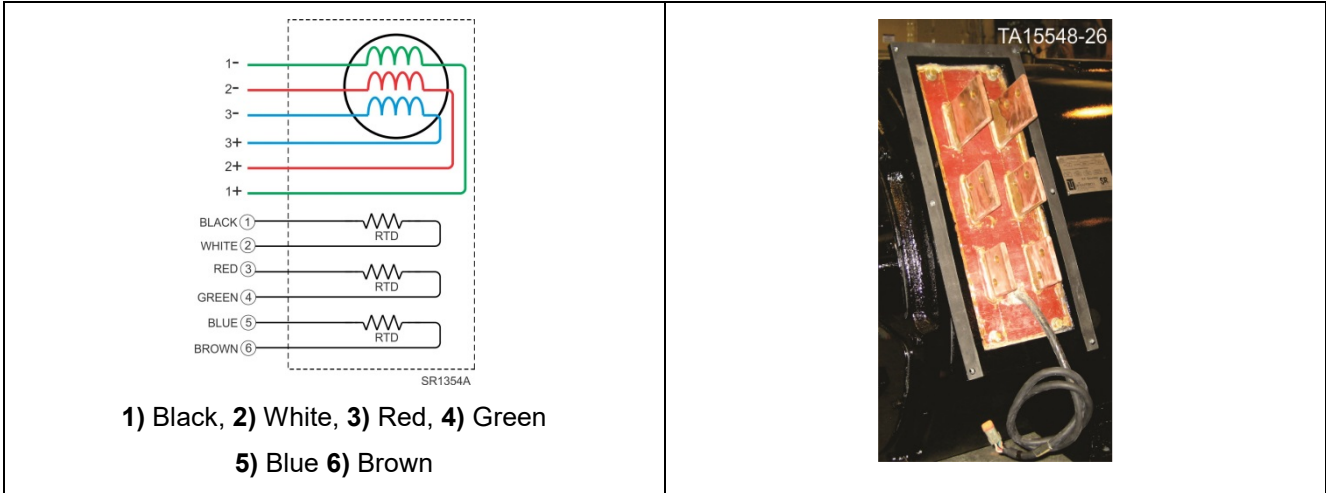 1-
2-
3-
3+
2+
1+
BLACK ①
RTD
WHITE ②
RED ③
RTD
GREEN ④
BLUE ⑤
RTD
BROWN ⑥
SR1354A
1) Black, 2) White, 3) Red, 4) Green
5) Blue 6) Brown
TA15548-26